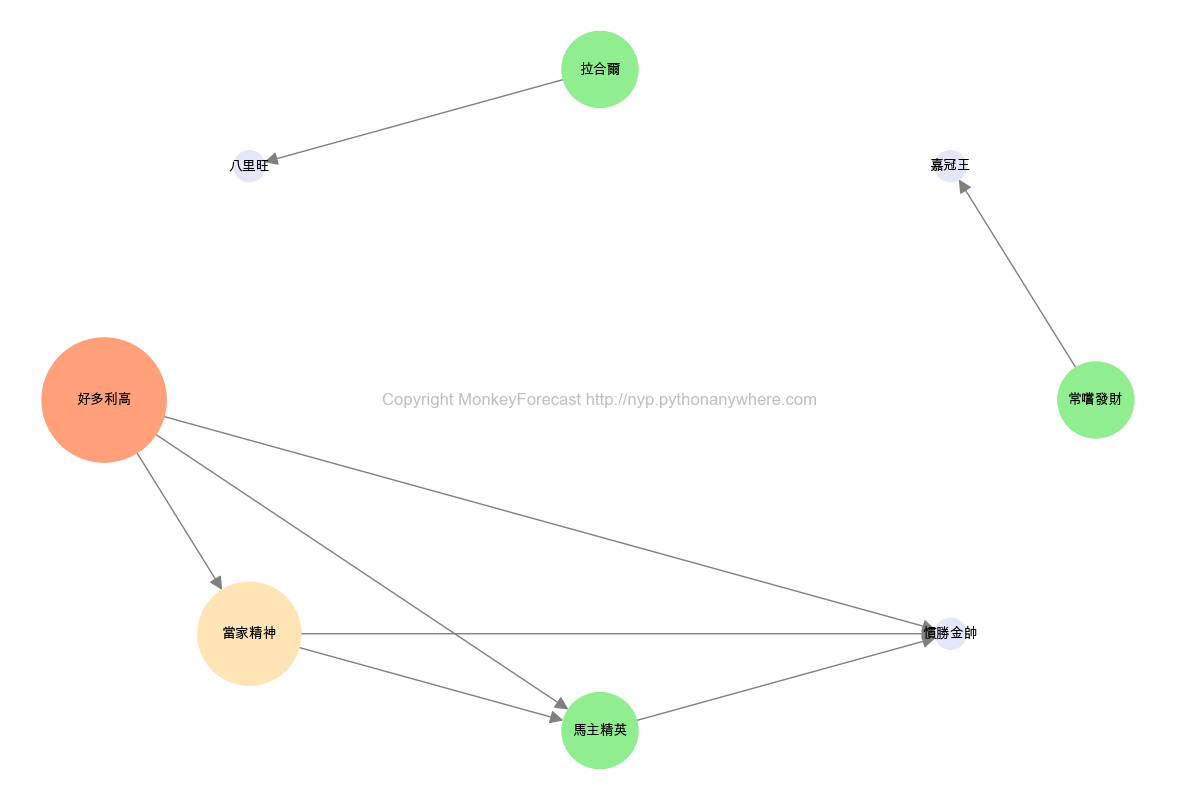 拉合爾
八里旺
嘉冠王
好多利高
Copyright MonkeyForecast http://nyp.pythonanywhere.com
常嚐發財
當家精神
慣勝金帥
馬主精英